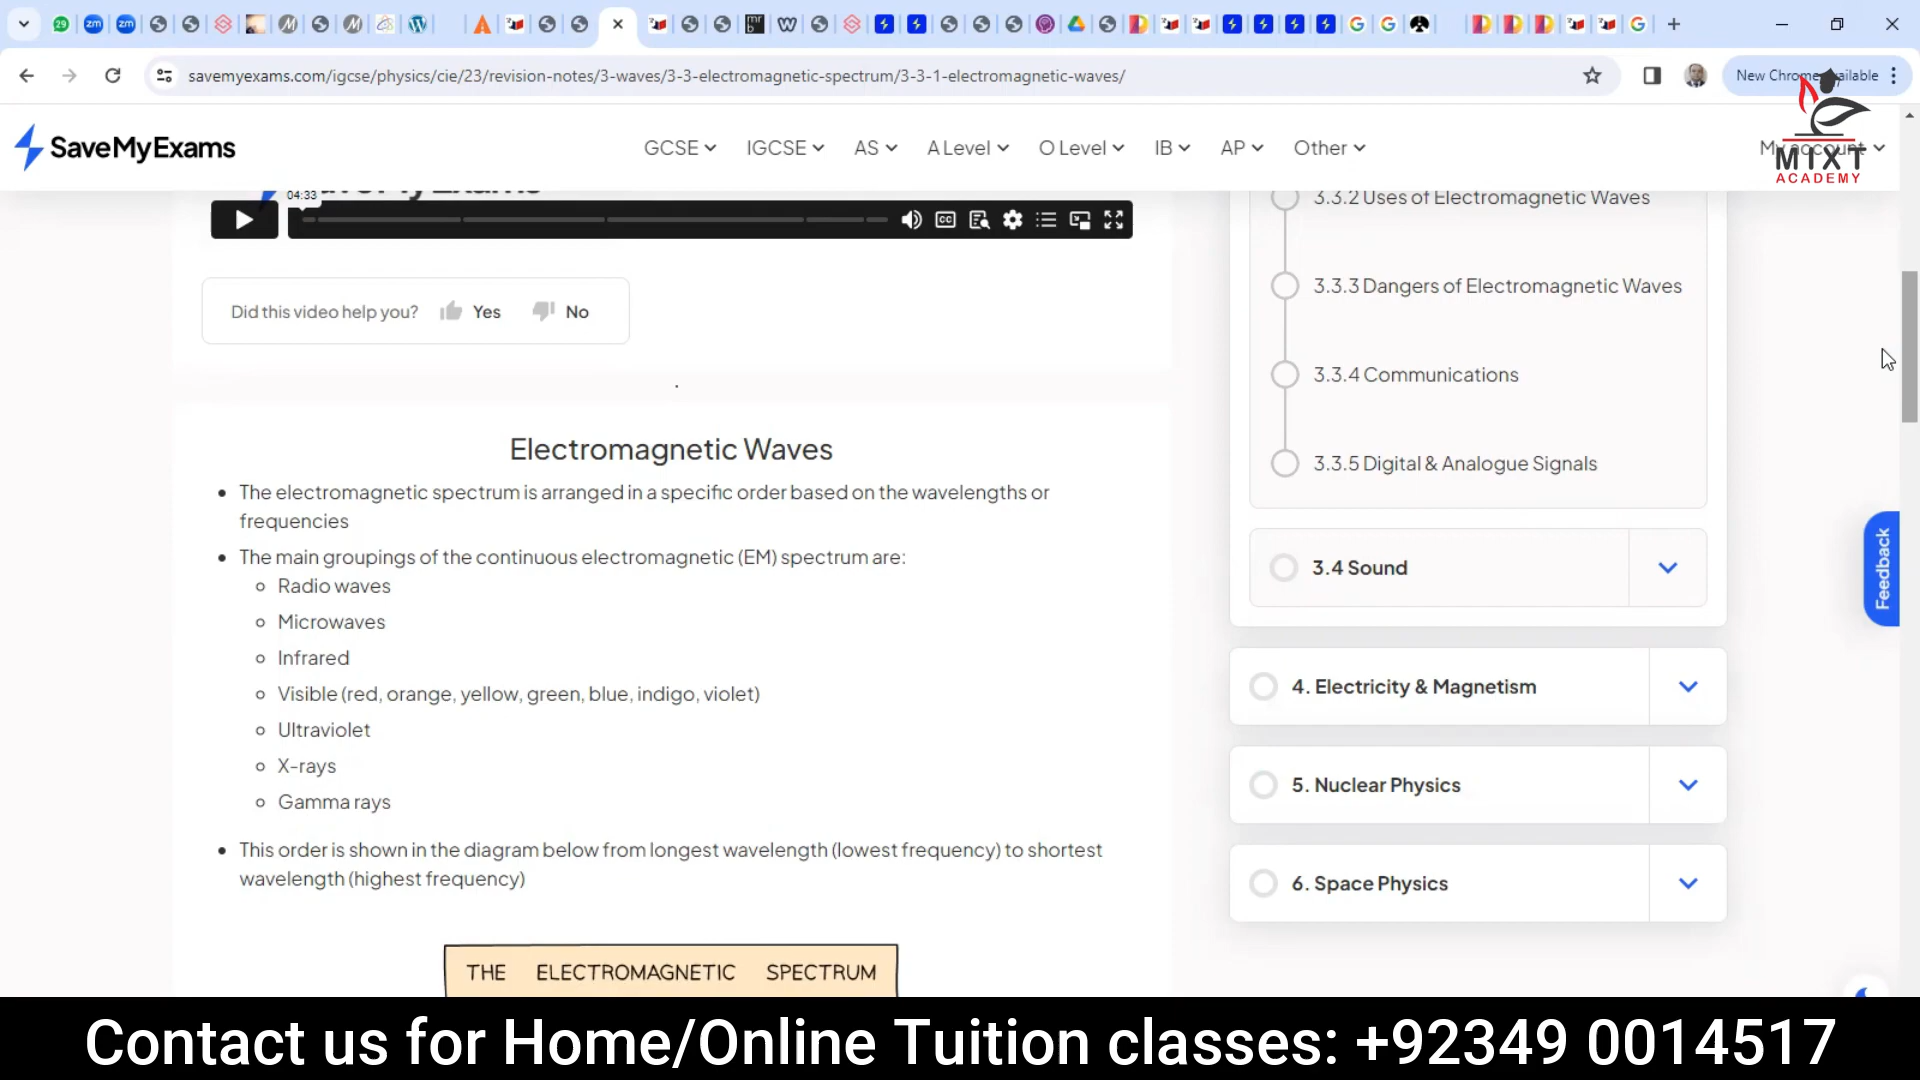 savemyexams.com/igcse/physics/cie/23/revision-notes/3-waves/3-3-electromagnetic-spectrum/3-3-1-electromagnetic-waves/
New Chrome available
SaveMyExams
GCSE
IGCSE
AS
A Level
O Level
IB
AP
Other
My account
MIXT
ACADEMY
04:33
CC
Did this video help you?
Yes
No
Electromagnetic Waves
The electromagnetic spectrum is arranged in a specific order based on the wavelengths or
frequencies
The main groupings of the continuous electromagnetic (EM) spectrum are:
Radio waves
Microwaves
Infrared
Visible (red, orange, yellow, green, blue, indigo, violet)
Ultraviolet
X-rays
Gamma rays
This order is shown in the diagram below from longest wavelength (lowest frequency) to shortest
wavelength (highest frequency)
THE ELECTROMAGNETIC SPECTRUM
3.3.2 Uses of Electromagnetic Waves
3.3.3 Dangers of Electromagnetic Waves
3.3.4 Communications
3.3.5 Digital & Analogue Signals
3.4 Sound
4. Electricity & Magnetism
5. Nuclear Physics
6. Space Physics
Feedback
Contact us for Home/Online Tuition classes: +92349 0014517